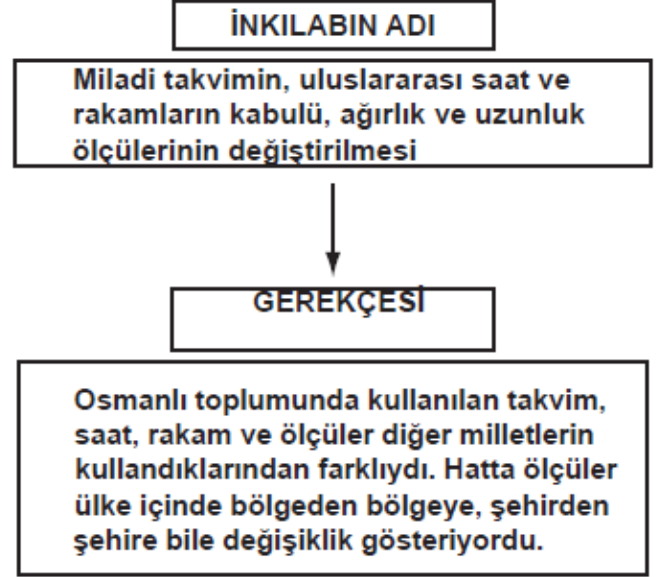 İNKILABIN ADI
Miladi takvimin, uluslararası saat ve
rakamların kabulü, ağırlık ve uzunluk
ölçülerinin değiştirilmesi
GEREKÇESİ
Osmanlı toplumunda kullanılan takvim,
saat, rakam ve ölçüler diğer milletlerin
kullandıklarından farklıydı. Hatta ölçüler
ülke içinde bölgeden bölgeye, şehirden
şehire bile değişiklik gösteriyordu.